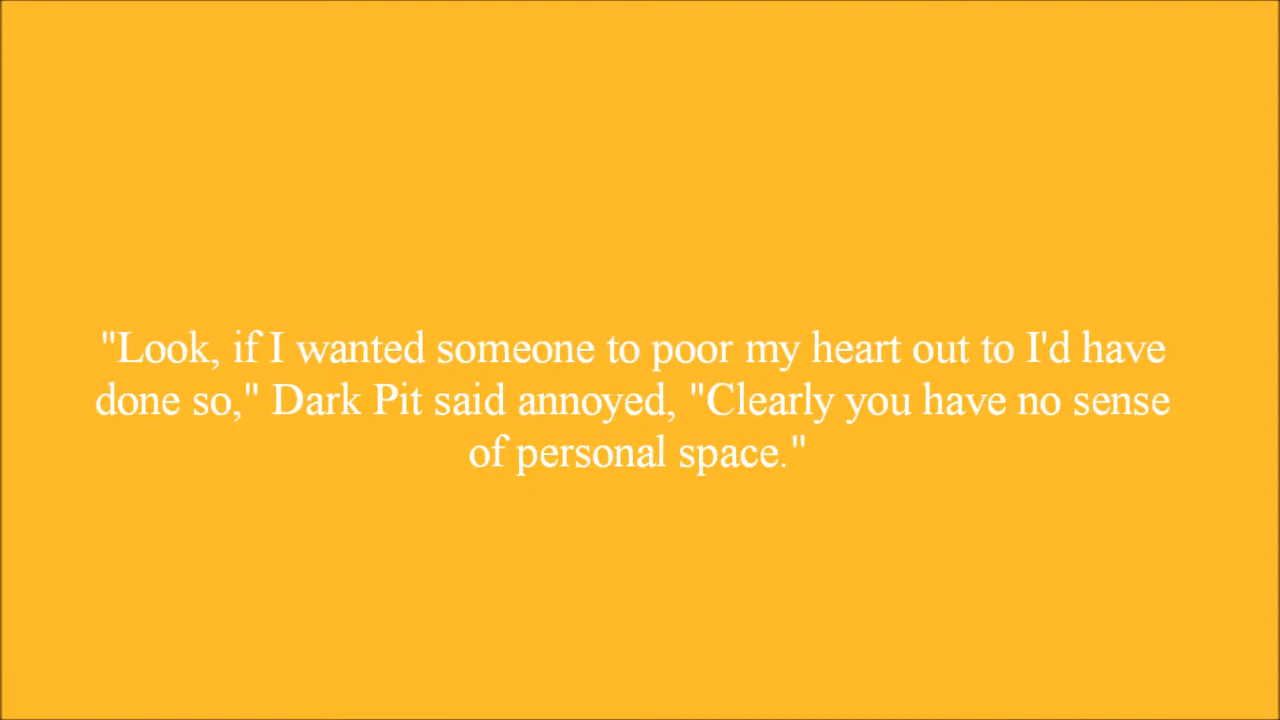 "Look, if I wanted someone to poor my heart out to I'd have
done so," Dark Pit said annoyed, "Clearly you have no sense
of personal space."